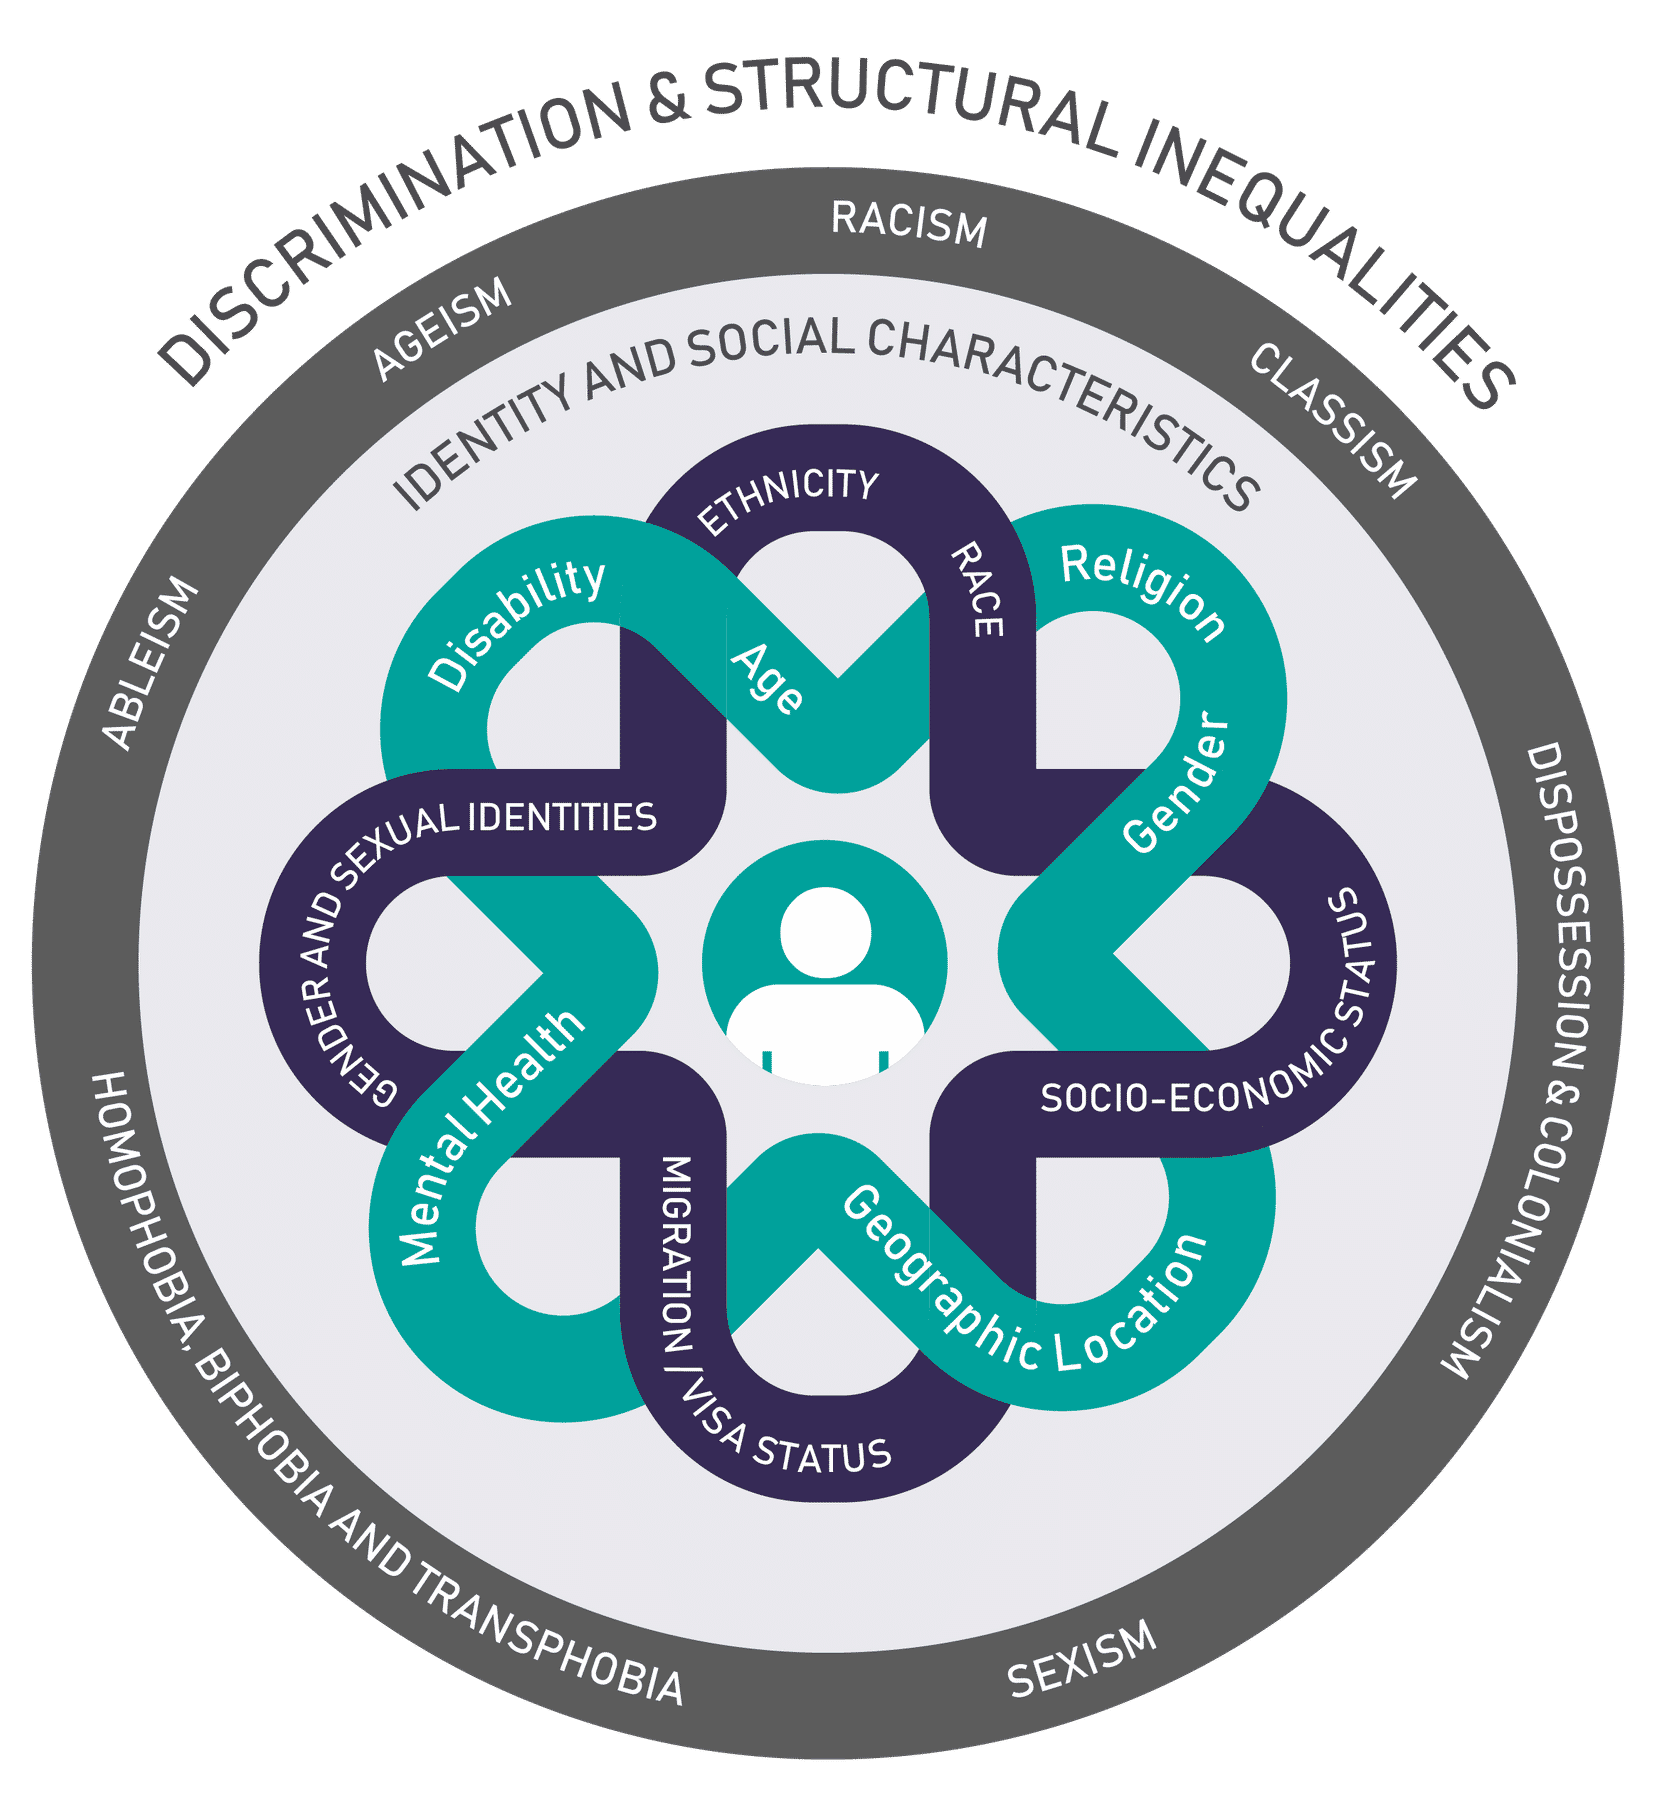 DISCRIMINATION & STRUCTURAL INEQUALITIES
RACISM
CLASSISM
DISPOSSESSION & COLONIALISM
SEXISM
HOMOPHOBIA, BIPHOBIA AND TRANSPHOBIA
ABLEISM
AGEISM
IDENTITY AND SOCIAL CHARACTERISTICS
ETHNICITY
RACE
Religion
Gender
SOCIO-ECONOMIC STATUS
Geographic Location
MIGRATION / VISA STATUS
Mental Health
GENDER AND SEXUAL IDENTITIES
Disability
Age